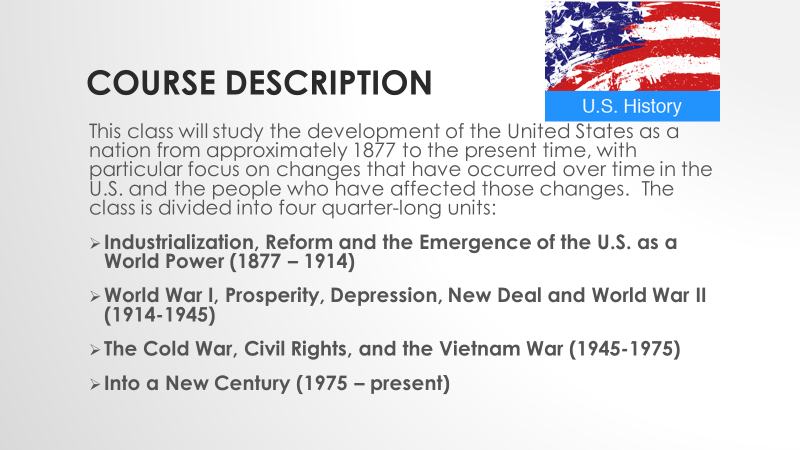 U.S. History
COURSE DESCRIPTION
This class will study the development of the United States as a
nation from approximately 1877 to the present time, with
particular focus on changes that have occurred over time in the
U.S. and the people who have affected those changes.  The
class is divided into four quarter-long units:
➢Industrialization, Reform and the Emergence of the U.S. as a
World Power (1877 – 1914)
➢World War I, Prosperity, Depression, New Deal and World War II
(1914-1945)
➢The Cold War, Civil Rights, and the Vietnam War (1945-1975)
➢Into a New Century (1975 – present)